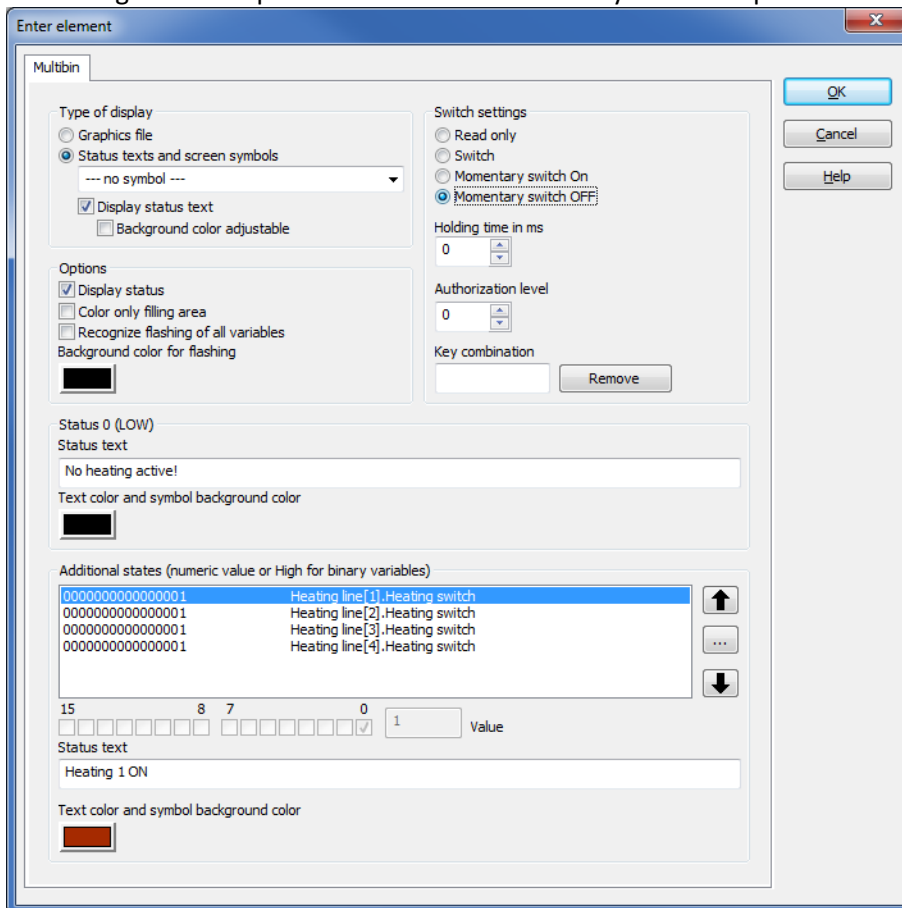 Enter element
Multibin
OK
Cancel
Help
Type of display
Graphics file
Status texts and screen symbols
--- no symbol ---
Display status text
Background color adjustable
Switch settings
Read only
Switch
Momentary switch On
Momentary switch OFF
Holding time in ms
0
Authorization level
0
Key combination
Remove
Options
Display status
Color only filling area
Recognize flashing of all variables
Background color for flashing
Status 0 (LOW)
Status text
No heating active!
Text color and symbol background color
Additional states (numeric value or High for binary variables)
0000000000000001 Heating line[1].Heating switch
0000000000000001 Heating line[2].Heating switch
0000000000000001 Heating line[3].Heating switch
0000000000000001 Heating line[4].Heating switch
...
15 8 7 0
1 Value
Status text
Heating 1 ON
Text color and symbol background color